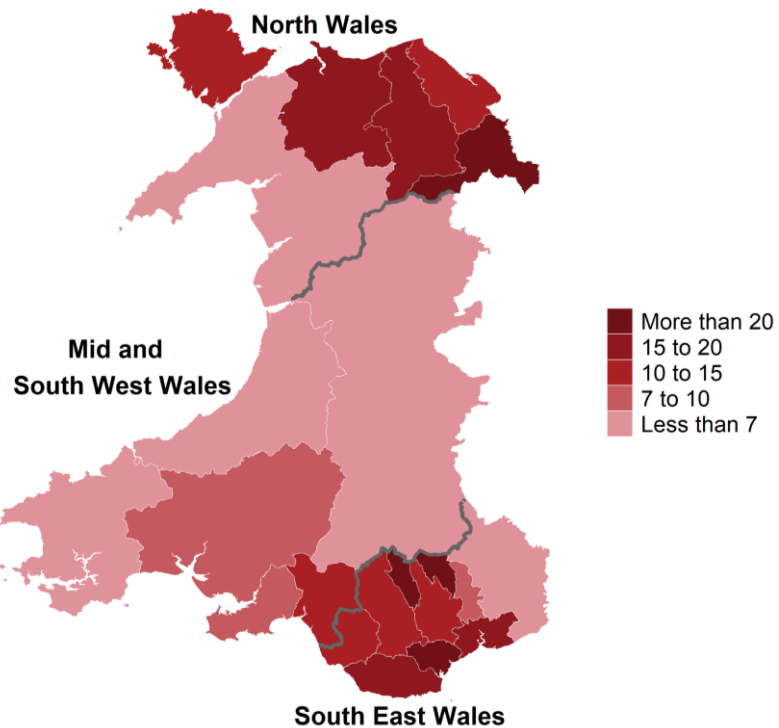 North Wales
Mid and
South West Wales
More than 20
15 to 20
10 to 15
7 to 10
Less than 7
South East Wales